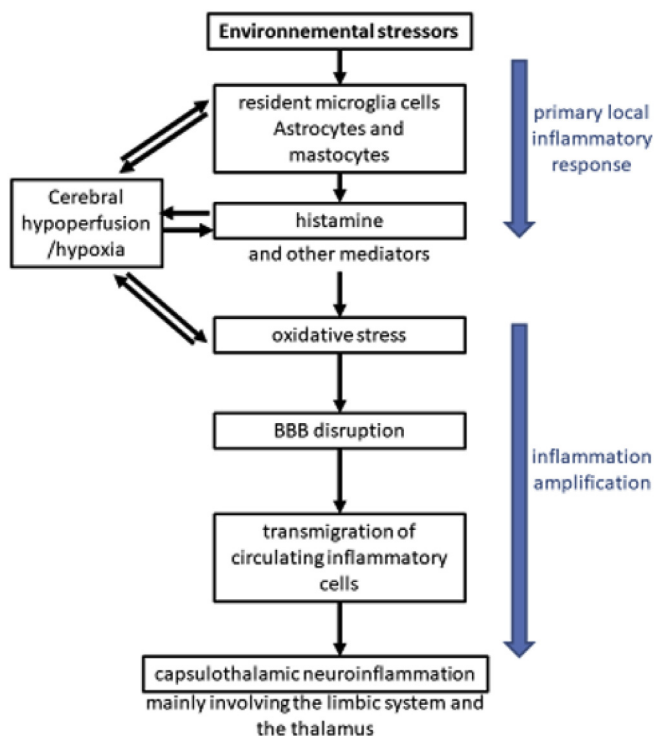 Environnemental stressors
resident microglia cells
Astrocytes and
mastocytes
primary local
inflammatory
response
Cerebral
hypoperfusion
/hypoxia
histamine
and other mediators
oxidative stress
BBB disruption
inflammation
amplification
transmigration of
circulating inflammatory
cells
capsulothalamic neuroinflammation
mainly involving the limbic system and
the thalamus